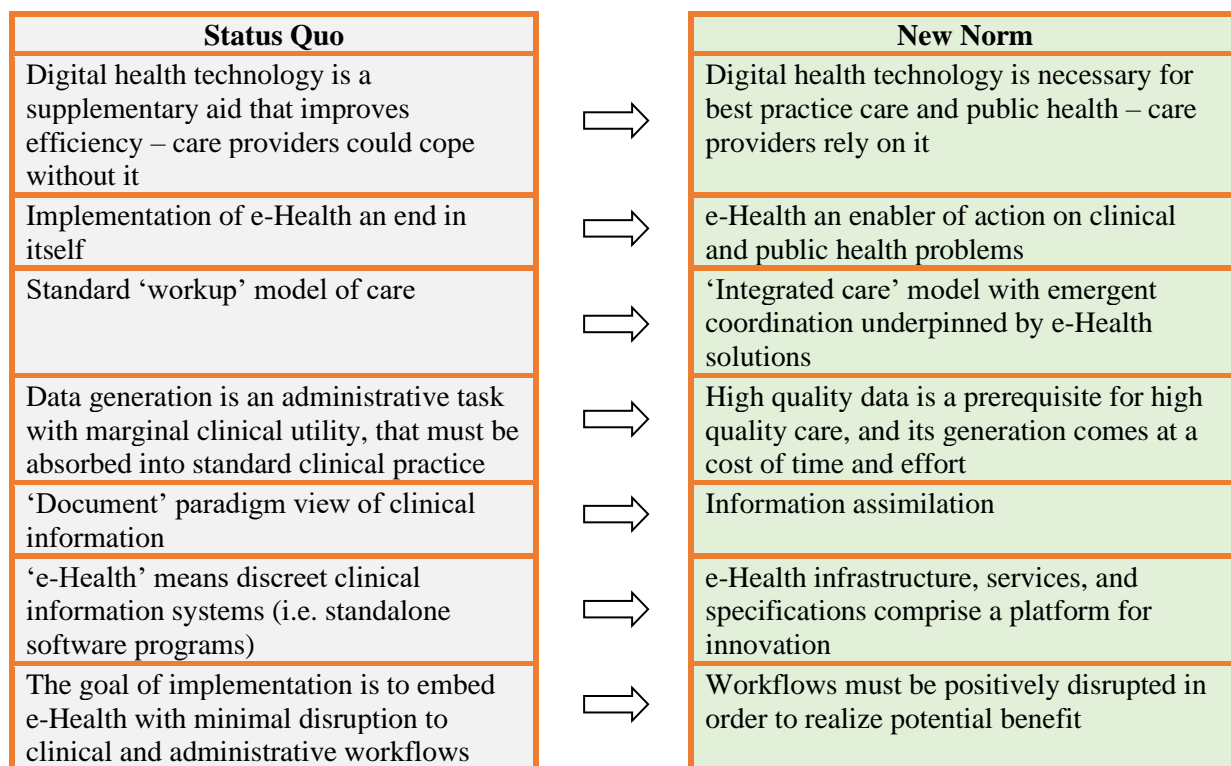 Status Quo
New Norm
Digital health technology is a
supplementary aid that improves
efficiency – care providers could cope
without it
Digital health technology is necessary for
best practice care and public health – care
providers rely on it
Implementation of e-Health an end in
itself
e-Health an enabler of action on clinical
and public health problems
Standard ‘workup’ model of care
‘Integrated care’ model with emergent
coordination underpinned by e-Health
solutions
Data generation is an administrative task
with marginal clinical utility, that must be
absorbed into standard clinical practice
High quality data is a prerequisite for high
quality care, and its generation comes at a
cost of time and effort
‘Document’ paradigm view of clinical
information
Information assimilation
‘e-Health’ means discreet clinical
information systems (i.e. standalone
software programs)
e-Health infrastructure, services, and
specifications comprise a platform for
innovation
The goal of implementation is to embed
e-Health with minimal disruption to
clinical and administrative workflows
Workflows must be positively disrupted in
order to realize potential benefit